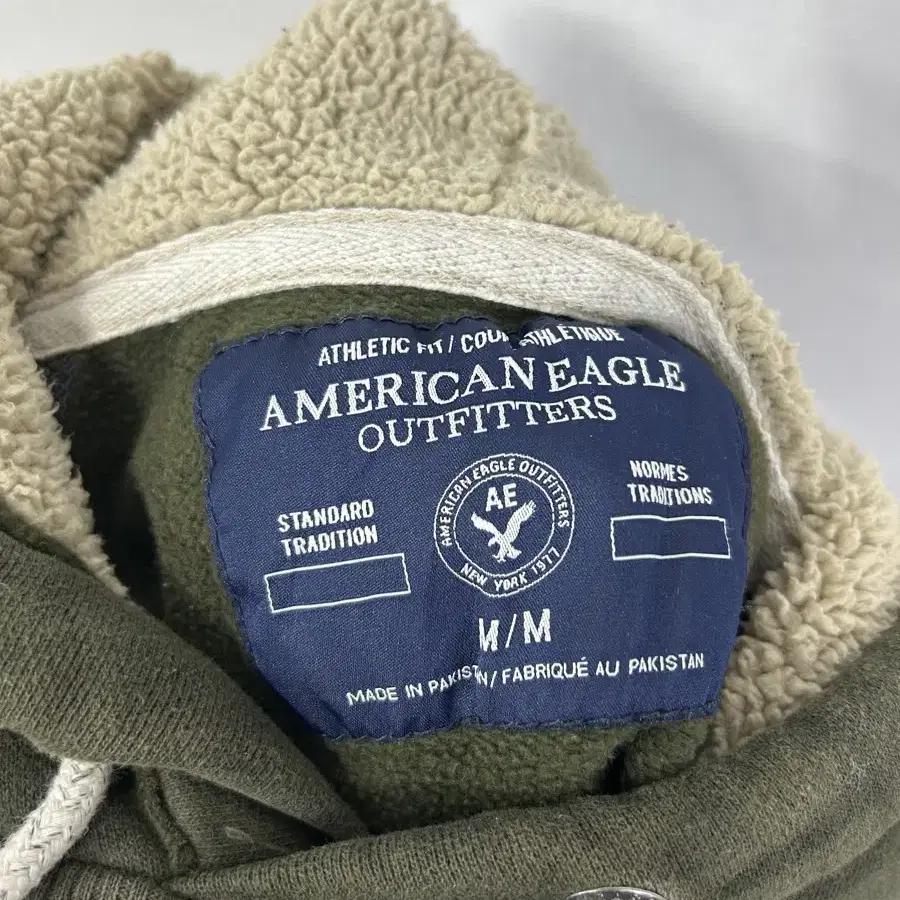 ATHLETIC FIT / COUPE ATHLÉTIQUE
AMERICAN EAGLE
OUTFITTERS
STANDARD
TRADITION
AMERICAN EAGLE OUTFITTERS
AE
NEW YORK 1977
NORMES
TRADITIONS
M/M
MADE IN PAKISTAN / FABRIQUÉ AU PAKISTAN